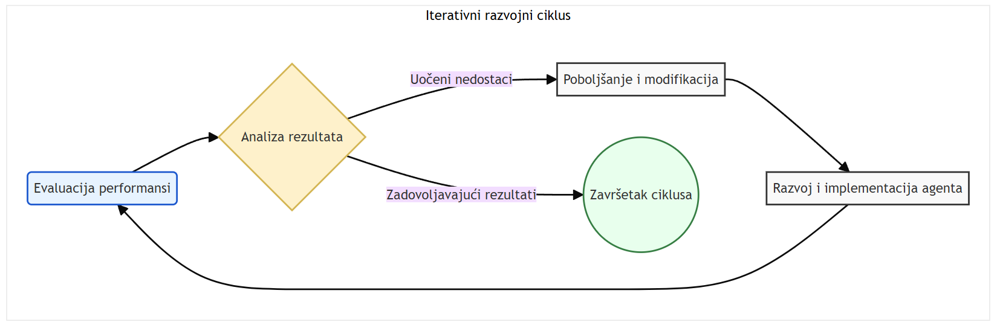 Iterativni razvojni ciklus
Uočeni nedostaci
Poboljšanje i modifikacija
Analiza rezultata
Evaluacija performansi
Zadovoljavajući rezultati
Završetak ciklusa
Razvoj i implementacija agenta